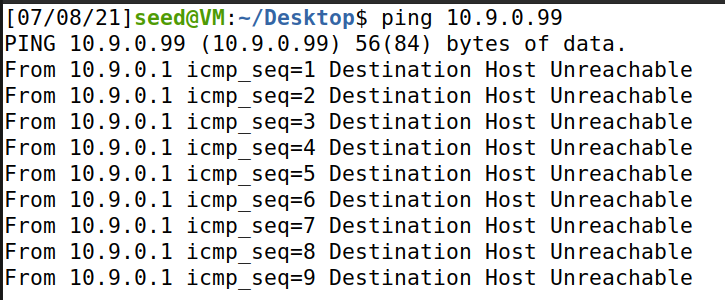 [07/08/21]seed@VM:~/Desktop$ ping 10.9.0.99
PING 10.9.0.99 (10.9.0.99) 56(84) bytes of data.
From 10.9.0.1 icmp_seq=1 Destination Host Unreachable
From 10.9.0.1 icmp_seq=2 Destination Host Unreachable
From 10.9.0.1 icmp_seq=3 Destination Host Unreachable
From 10.9.0.1 icmp_seq=4 Destination Host Unreachable
From 10.9.0.1 icmp_seq=5 Destination Host Unreachable
From 10.9.0.1 icmp_seq=6 Destination Host Unreachable
From 10.9.0.1 icmp_seq=7 Destination Host Unreachable
From 10.9.0.1 icmp_seq=8 Destination Host Unreachable
From 10.9.0.1 icmp_seq=9 Destination Host Unreachable